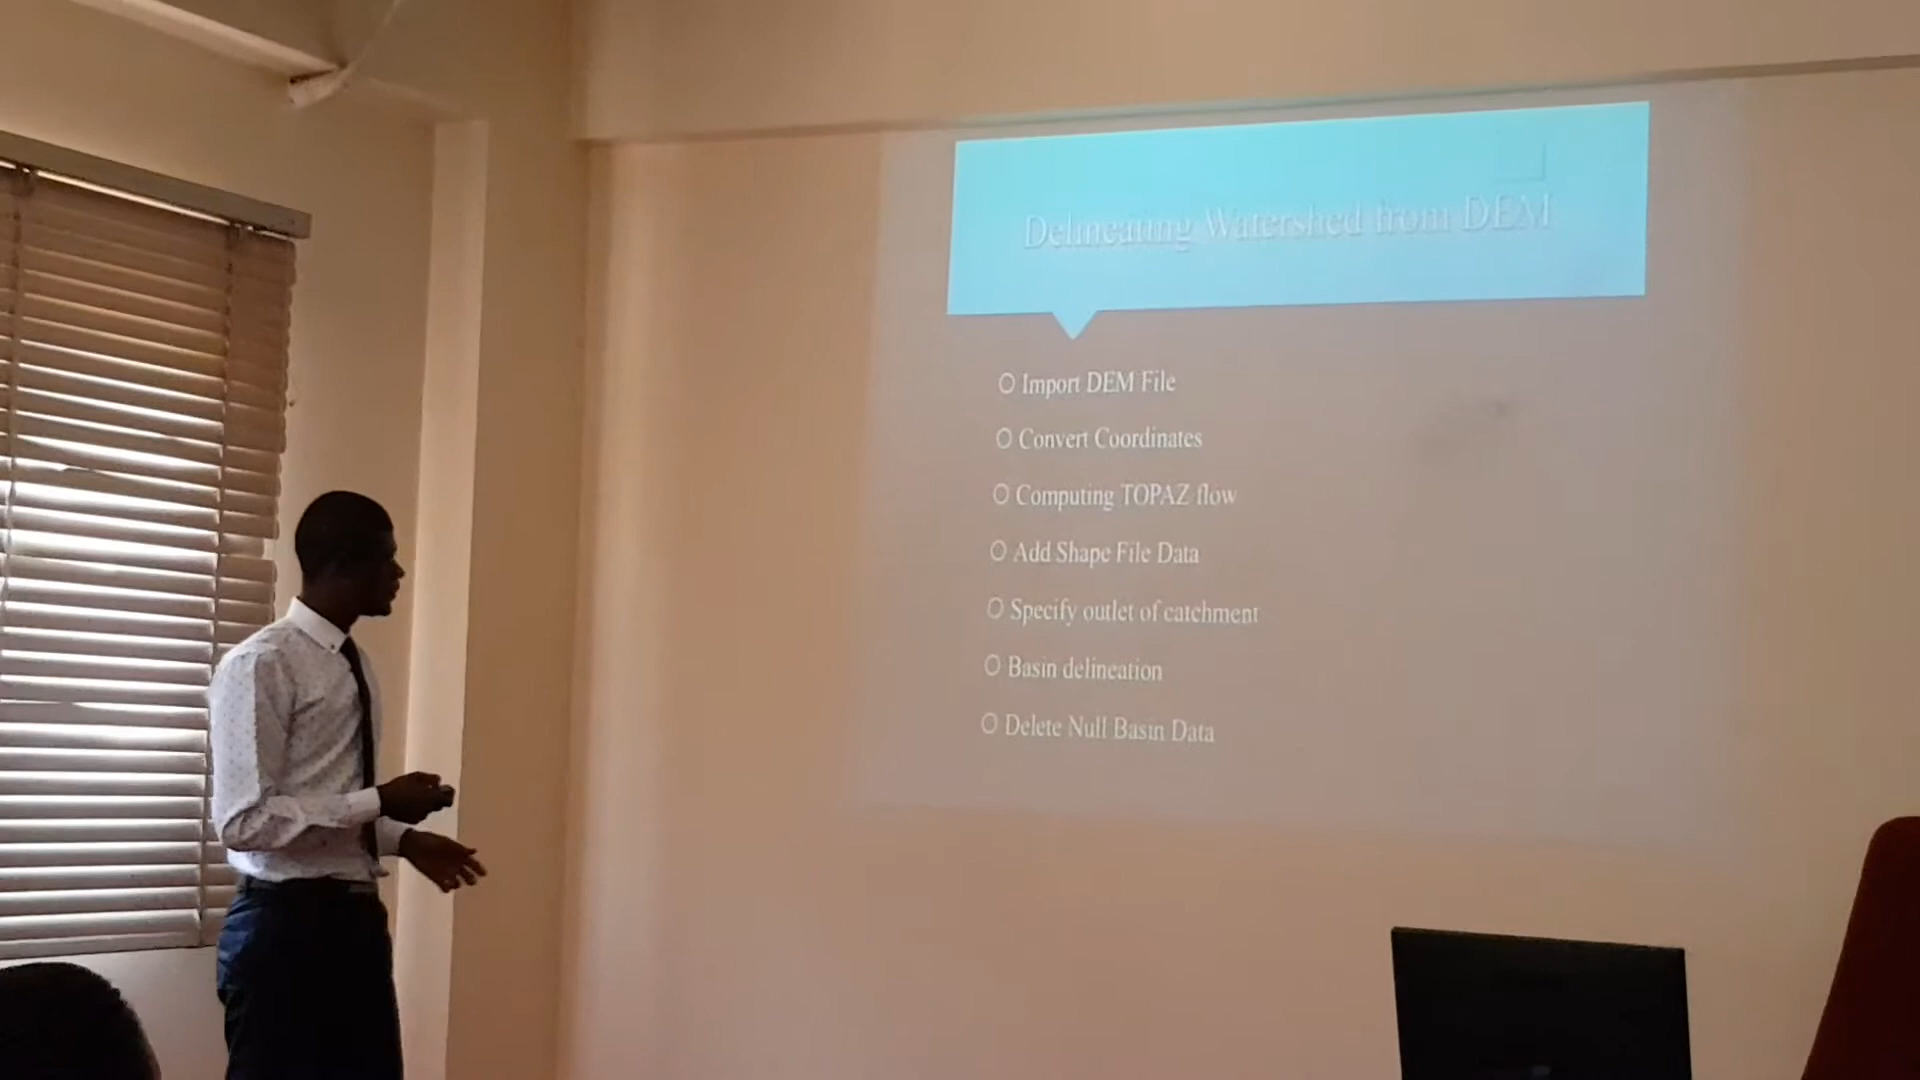 Delineating Watershed from DEM
Import DEM File
Convert Coordinates
Computing TOPAZ flow
Add Shape File Data
Specify outlet of catchment
Basin delineation
Delete Null Basin Data